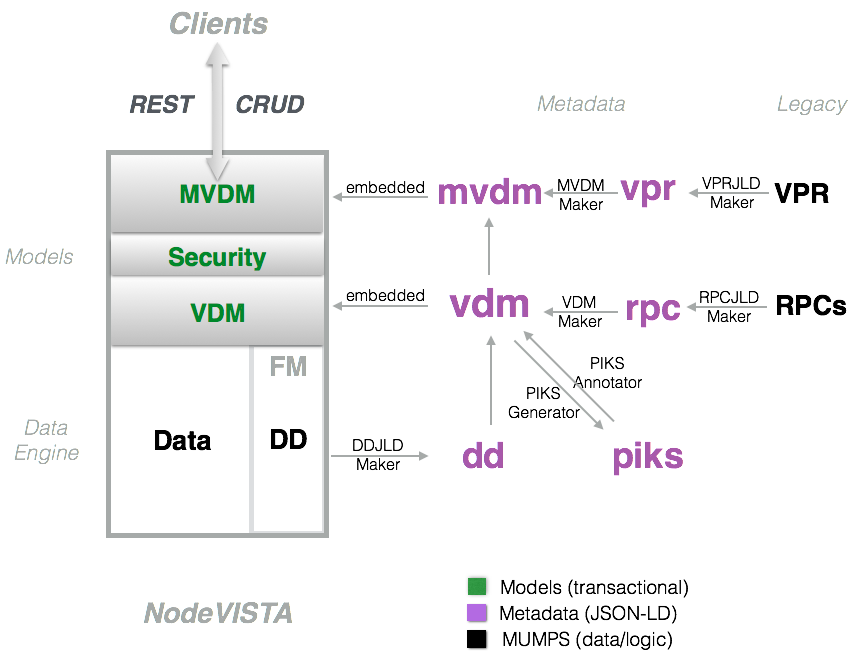 Clients
REST CRUD
Metadata
Legacy
MVDM
embedded
mvdm
MVDM
Maker
vpr
VPRJLD
Maker
VPR
Models
Security
VDM
embedded
vdm
VDM
Maker
rpc
RPCJLD
Maker
RPCs
FM
PIKS
Annotator
PIKS
Generator
Data
Engine
Data
DD
DDJLD
Maker
dd
piks
NodeVISTA
Models (transactional)
Metadata (JSON-LD)
MUMPS (data/logic)